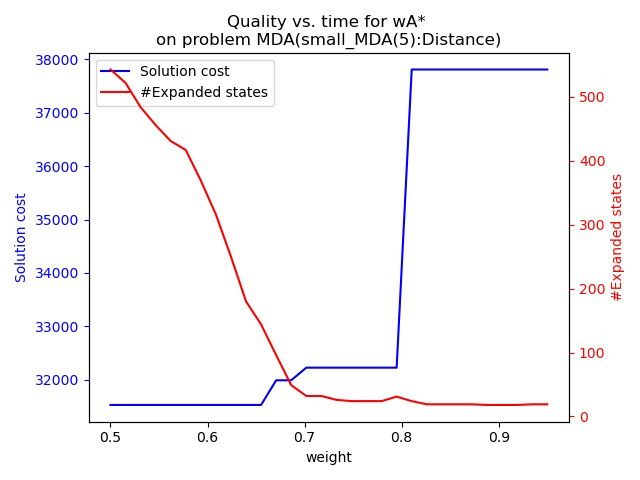 Quality vs. time for wA*
on problem MDA(small_MDA(5):Distance)
Solution cost
#Expanded states
38000
37000
36000
35000
34000
33000
32000
Solution cost
500
400
300
200
100
0
#Expanded states
0.5 0.6 0.7 0.8 0.9
weight